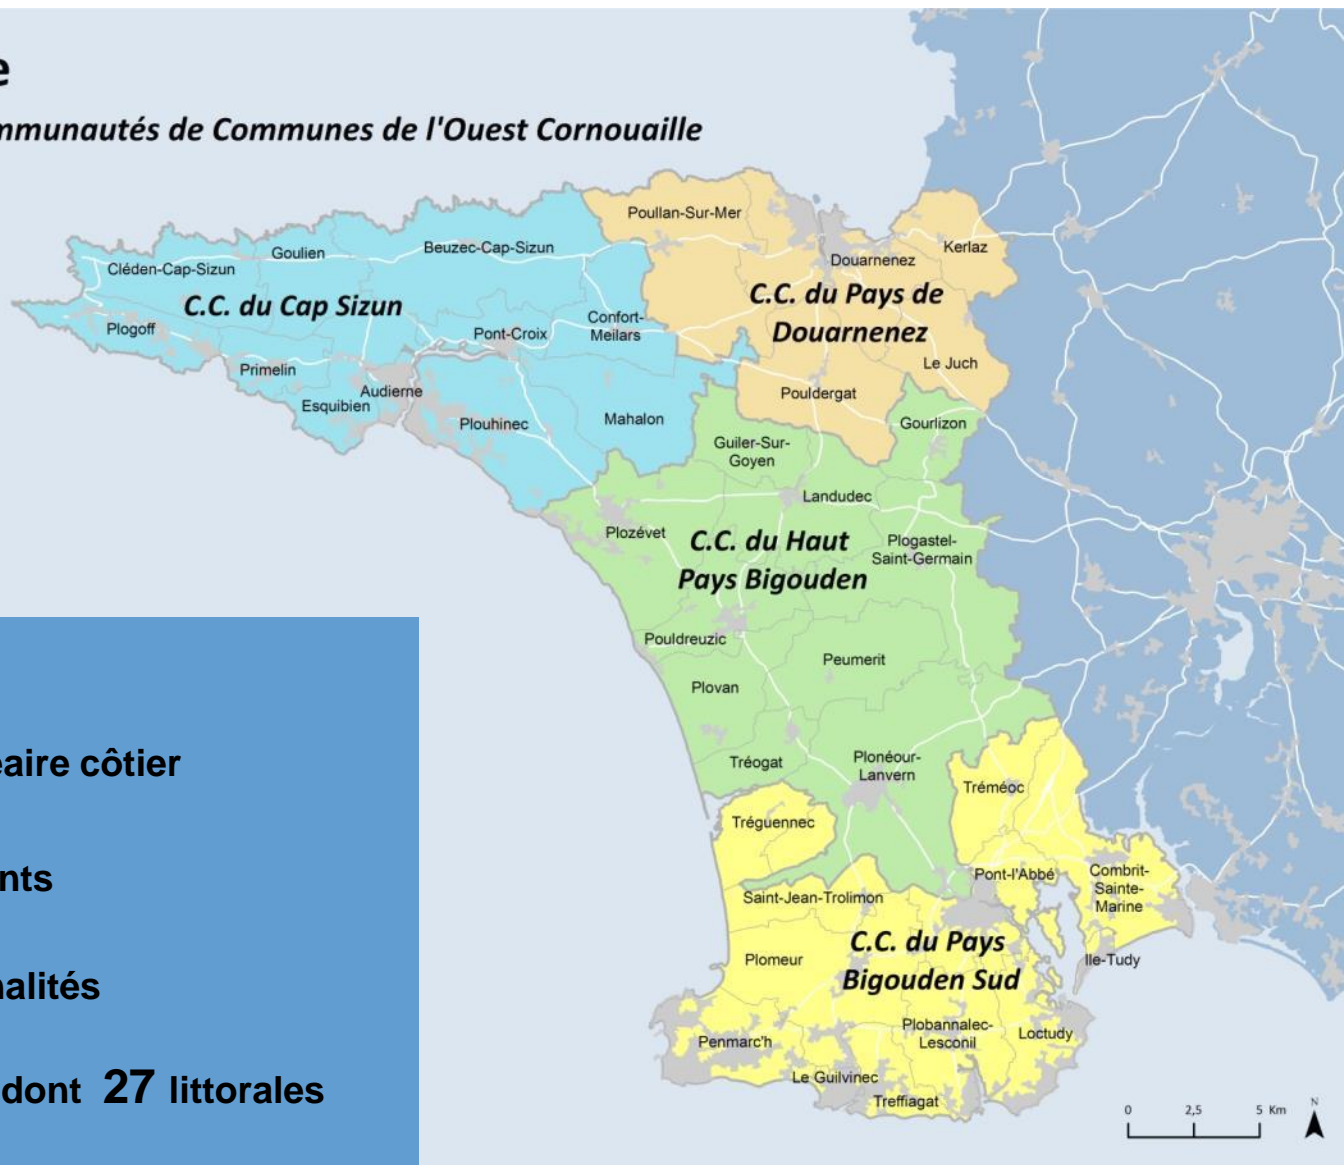 e
mmunautés de Communes de l'Ouest Cornouaille
Poullan-Sur-Mer
Kerlaz
Goulien
Beuzec-Cap-Sizun
Douarnenez
Cléden-Cap-Sizun
C.C. du Cap Sizun
C.C. du Pays de
Douarnenez
Plogoff
Pont-Croix
Confort-
Meilars
Primelin
Le Juch
Audierne
Esquibien
Pouldergat
Plouhinec
Mahalon
Gourlizon
Guiler-Sur-
Goyen
Landudec
Plozévet
C.C. du Haut
Pays Bigouden
Plogastel-
Saint-Germain
Pouldreuzic
Peumerit
Plovan
Tréogat
Plonéour-
Lanvern
Tréméoc
Tréguennec
Pont-l'Abbé
Combrit-
Sainte-
Marine
Saint-Jean-Trolimon
C.C. du Pays
Bigouden Sud
Plomeur
Ile-Tudy
Plobannalec-
Lesconil
Loctudy
Penmarc'h
Le Guilvinec
Treffiagat
éaire côtier
nts
nalités
dont 27 littorales
0 2,5 5 Km
N